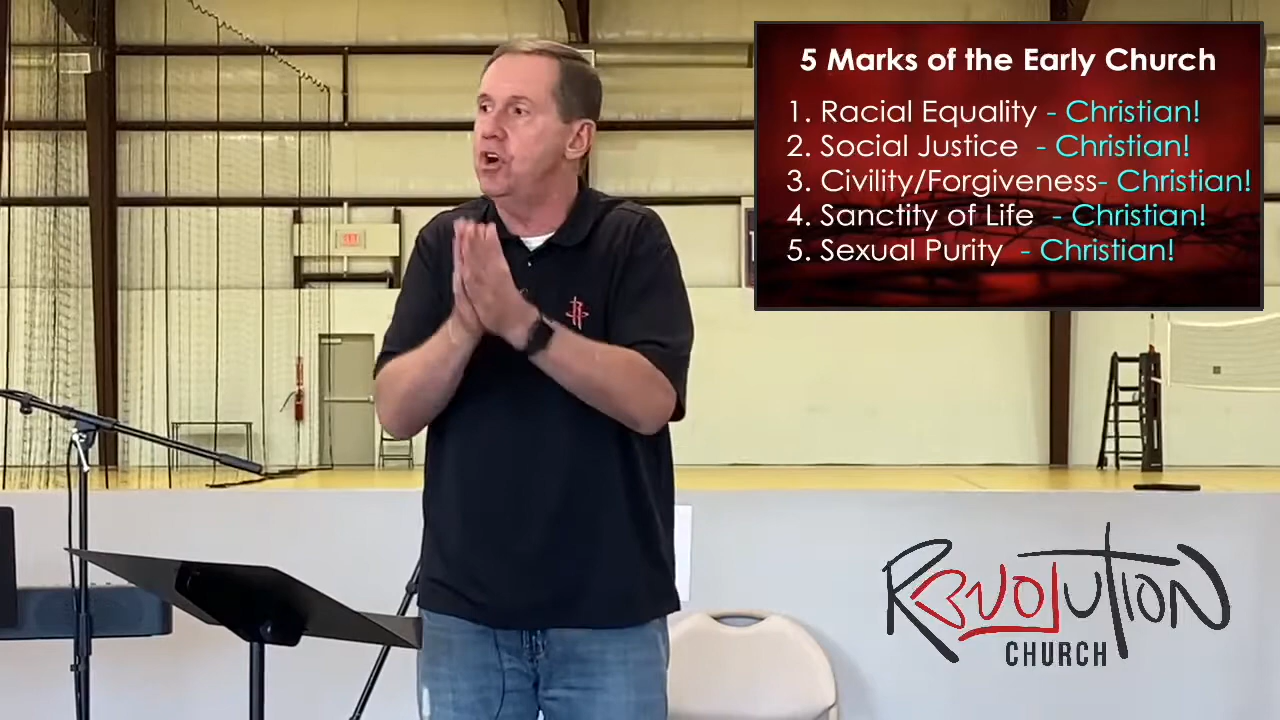 5 Marks of the Early Church
1. Racial Equality - Christian!
2. Social Justice - Christian!
3. Civility/Forgiveness- Christian!
4. Sanctity of Life - Christian!
5. Sexual Purity - Christian!
REVOLUTION
CHURCH